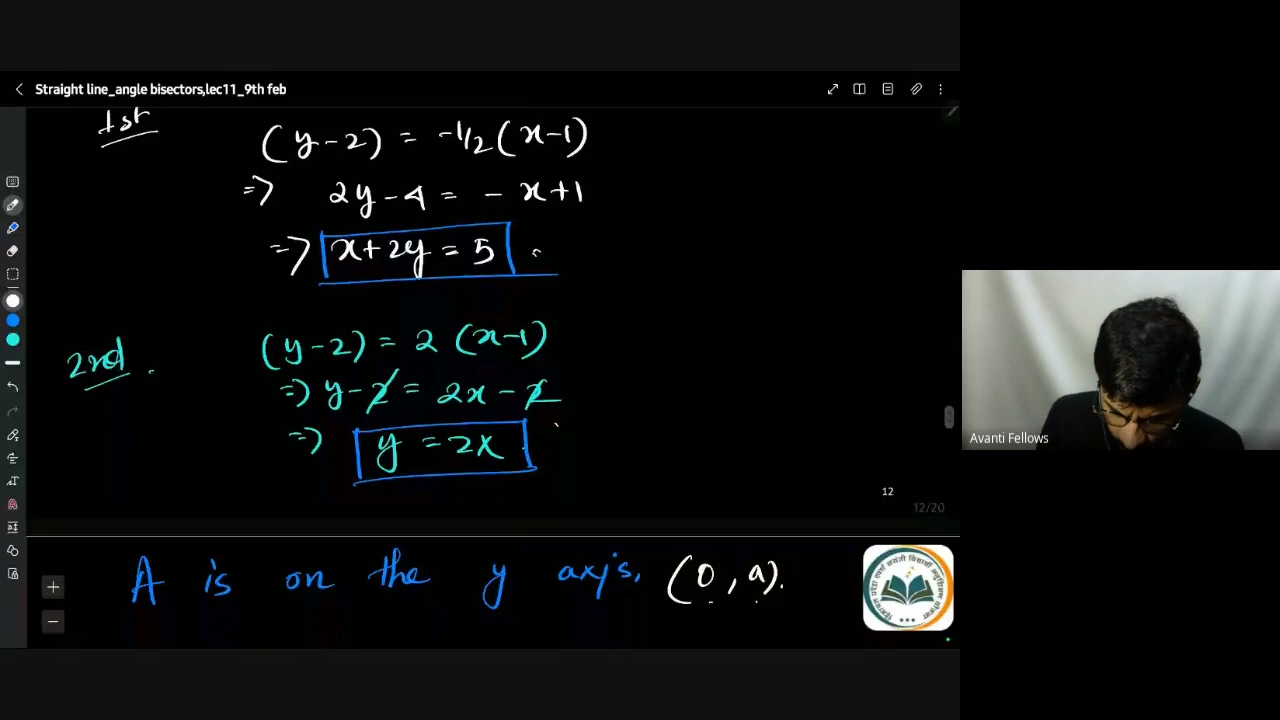 Straight line_angle bisectors,lec11_9th feb
1st
(y-2) = -1/2 (x-1)
=> 2y-4 = - x+1
=> x+2y = 5
2nd.
(y-2) = 2 (x-1)
=> y-2 = 2x-2
=> y = 2x
12
12/20
A is on the y axis, (0, a).
Avanti Fellows